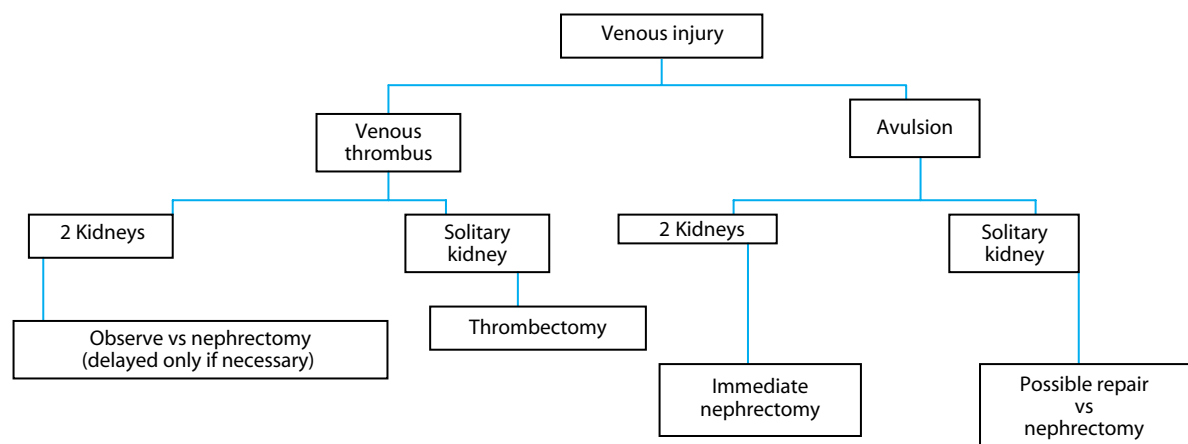 Venous injury
Venous
thrombus
Avulsion
2 Kidneys
Solitary
kidney
2 Kidneys
Solitary
kidney
Observe vs nephrectomy
(delayed only if necessary)
Thrombectomy
Immediate
nephrectomy
Possible repair
vs
nephrectomy